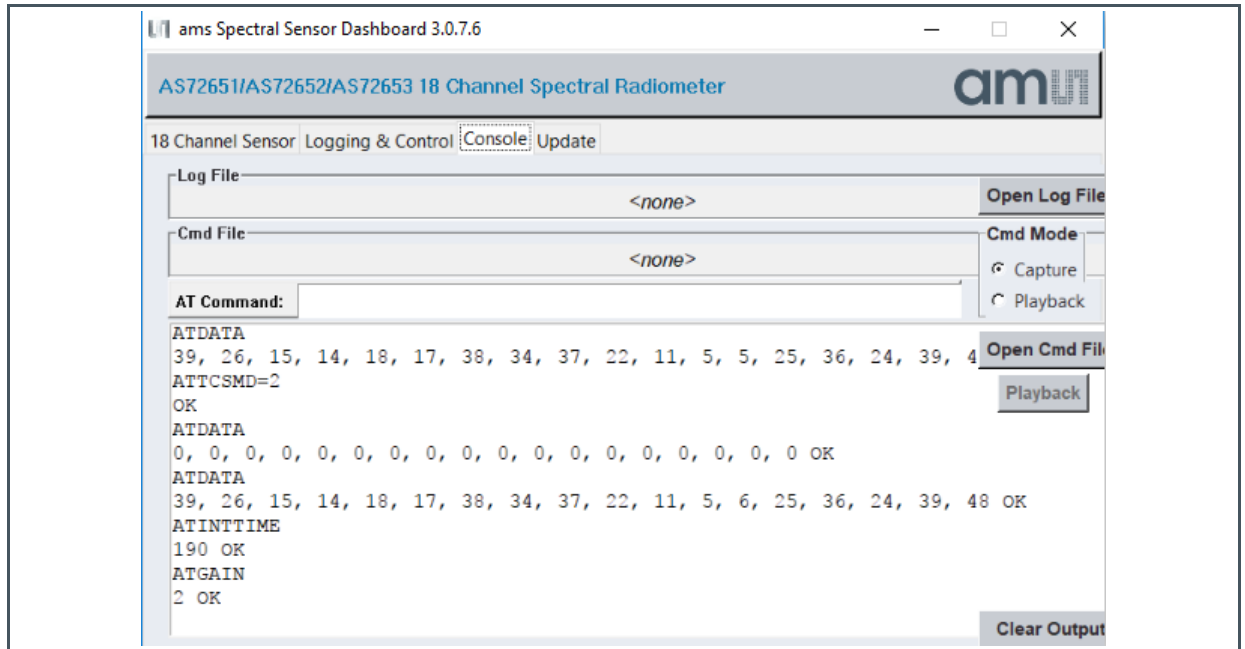 ams Spectral Sensor Dashboard 3.0.7.6
AS72651/AS72652/AS72653 18 Channel Spectral Radiometer
am
18 Channel Sensor Logging & Control Console Update
Log File
<none>
Open Log File
Cmd File
<none>
Cmd Mode
Capture
Playback
AT Command:
ATDATA
39, 26, 15, 14, 18, 17, 38, 34, 37, 22, 11, 5, 5, 25, 36, 24, 39, 4
Open Cmd Fil
ATTCSMD=2
Playback
OK
ATDATA
0, 0, 0, 0, 0, 0, 0, 0, 0, 0, 0, 0, 0, 0, 0, 0, 0, 0 OK
ATDATA
39, 26, 15, 14, 18, 17, 38, 34, 37, 22, 11, 5, 6, 25, 36, 24, 39, 48 OK
ATINTTIME
190 OK
ATGAIN
2 OK
Clear Output